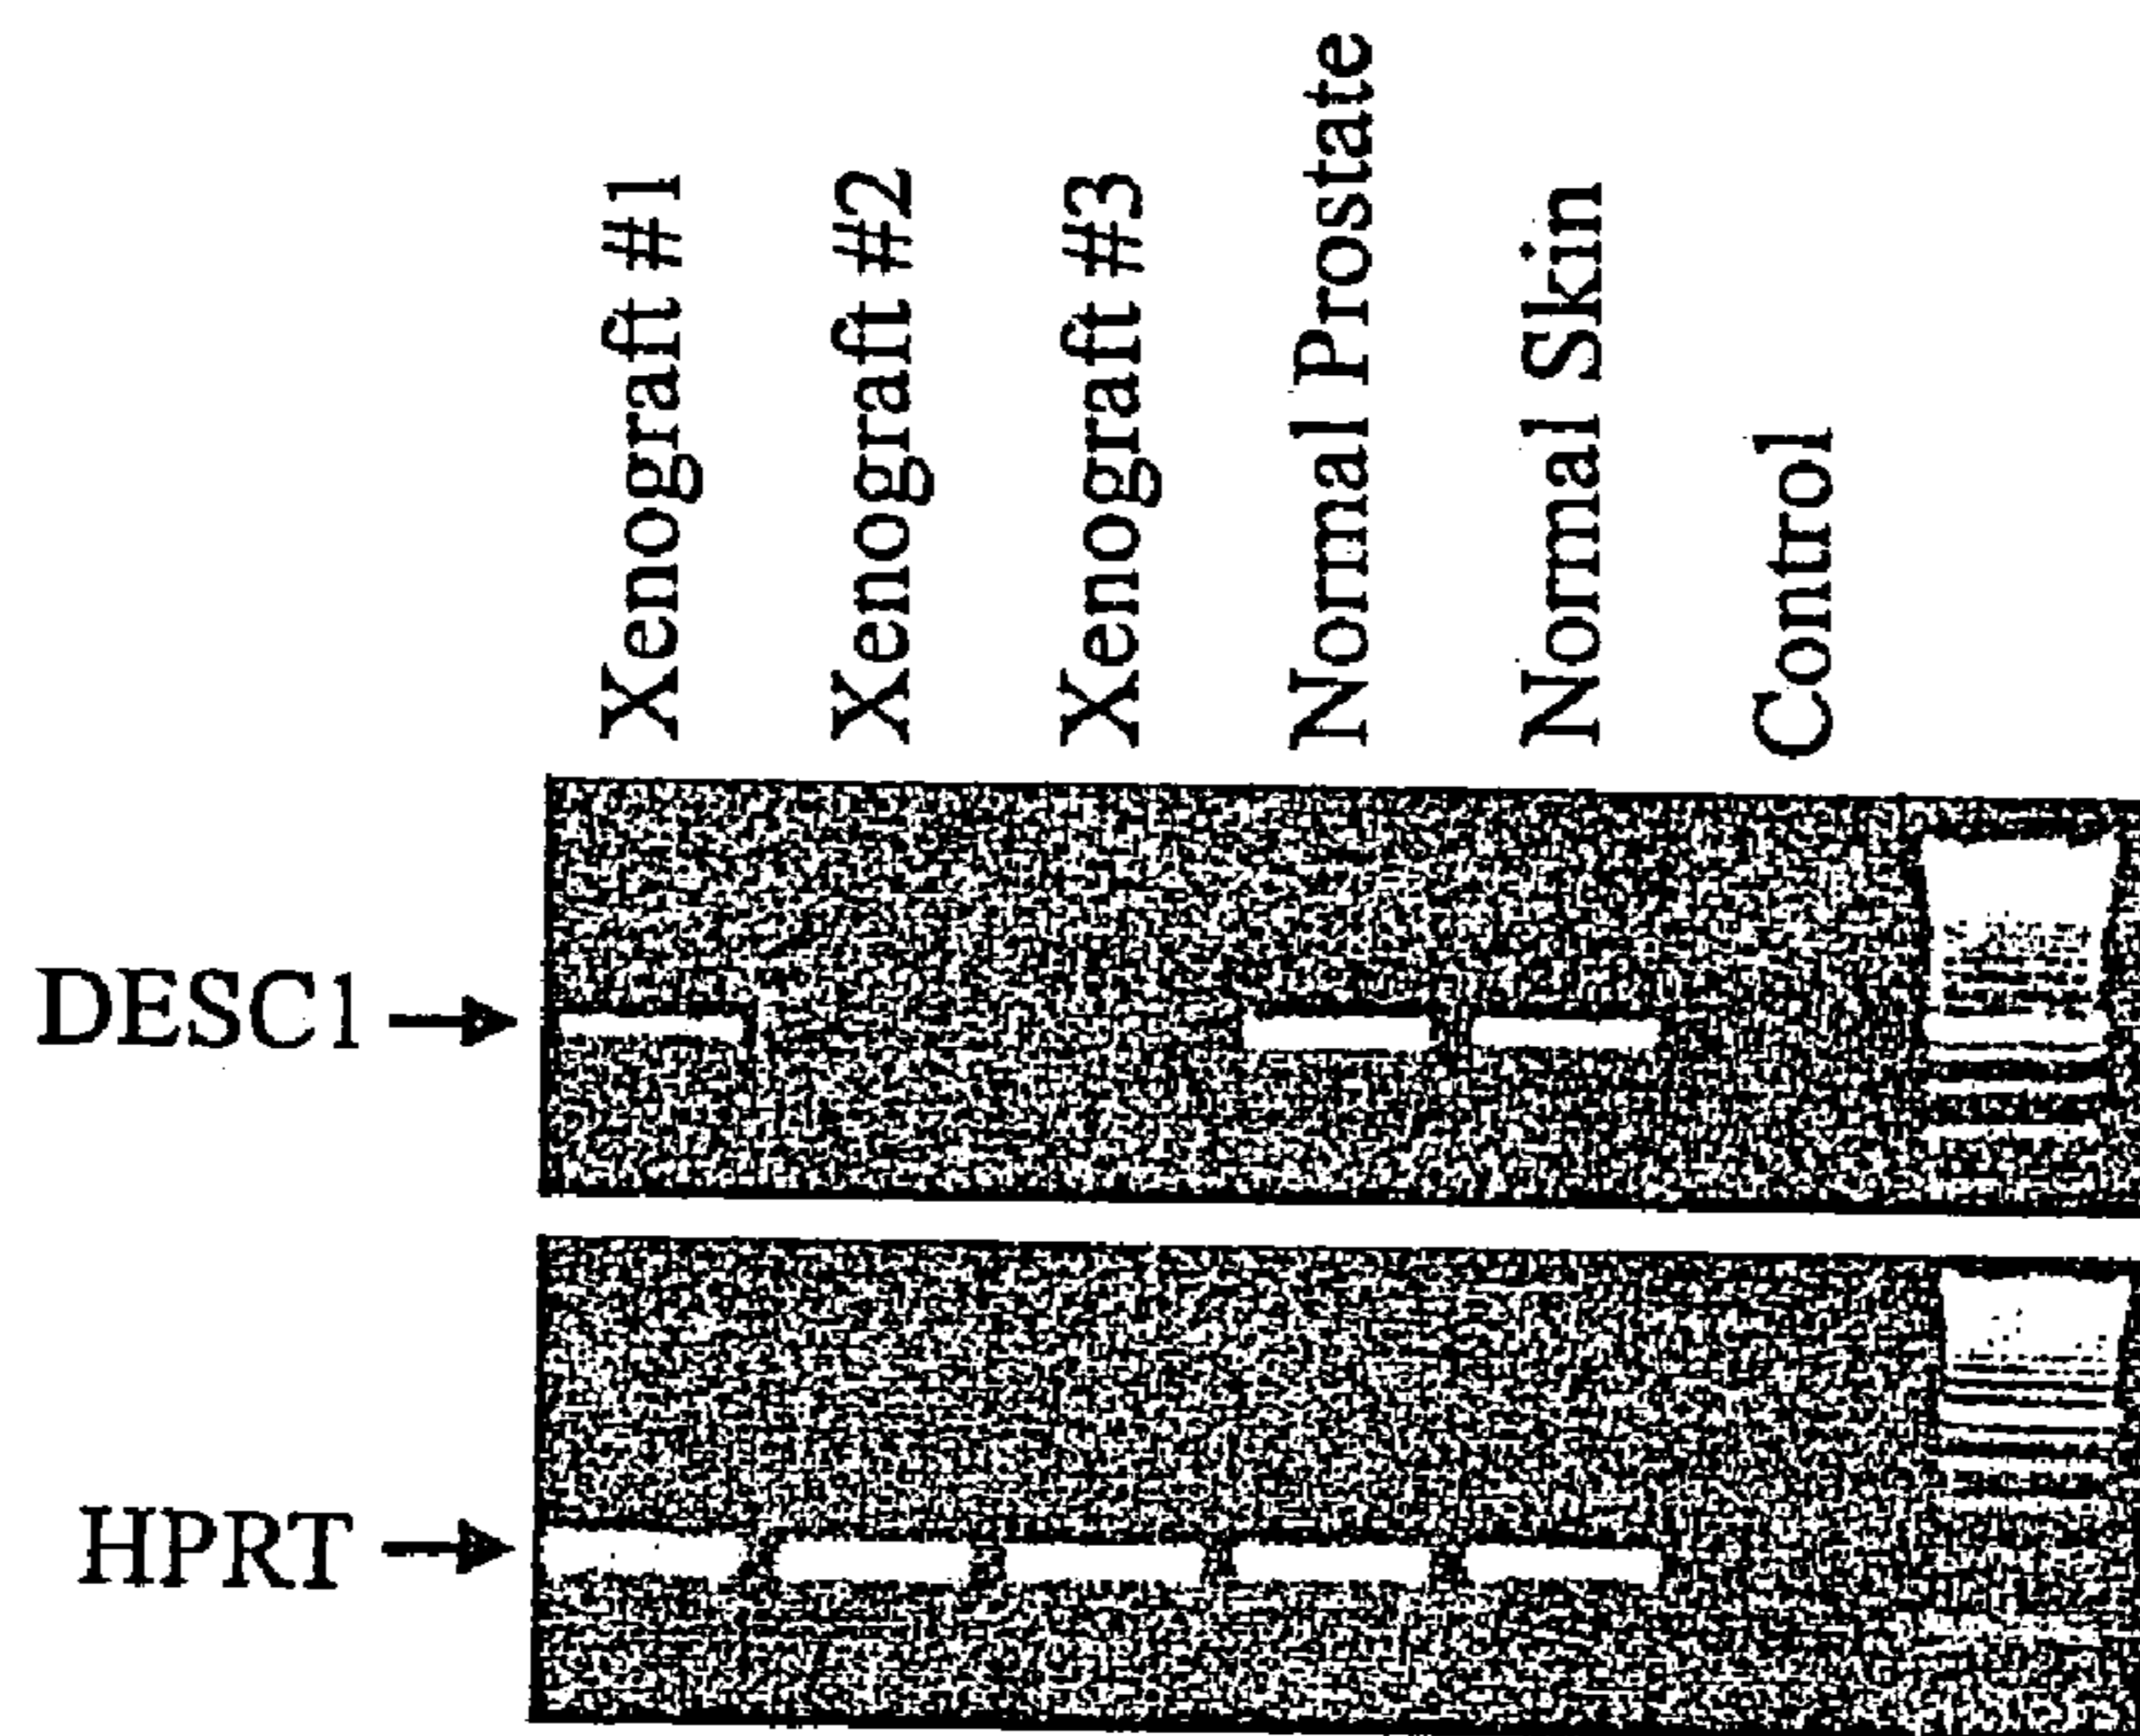 Xenograft #1
Xenograft #2
Xenograft #3
Normal Prostate
Normal Skin
Control
DESC1
HPRT